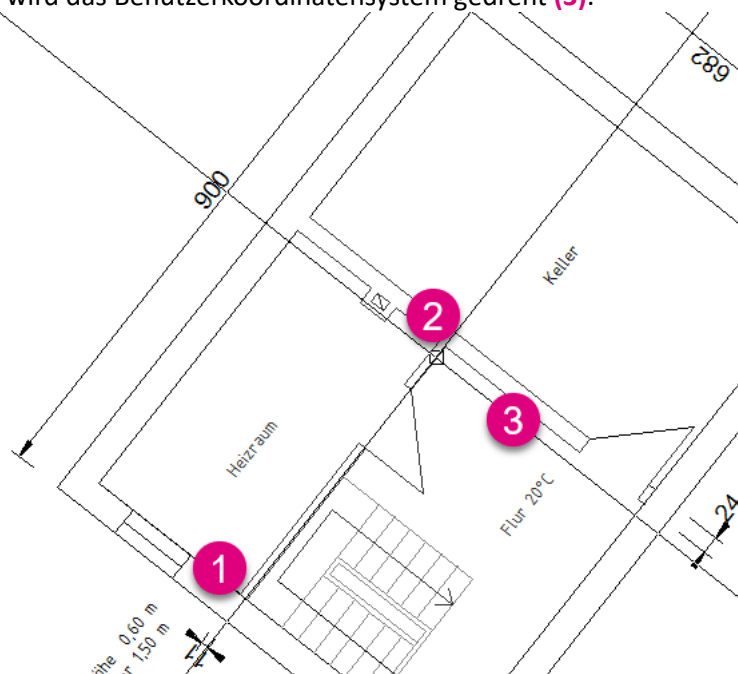 wird das Benutzerkoordinatensystem gedreht (3).
682
900
Keller
2
3
Heizraum
Flur 20°C
24
1
0,60 m
1,50 m